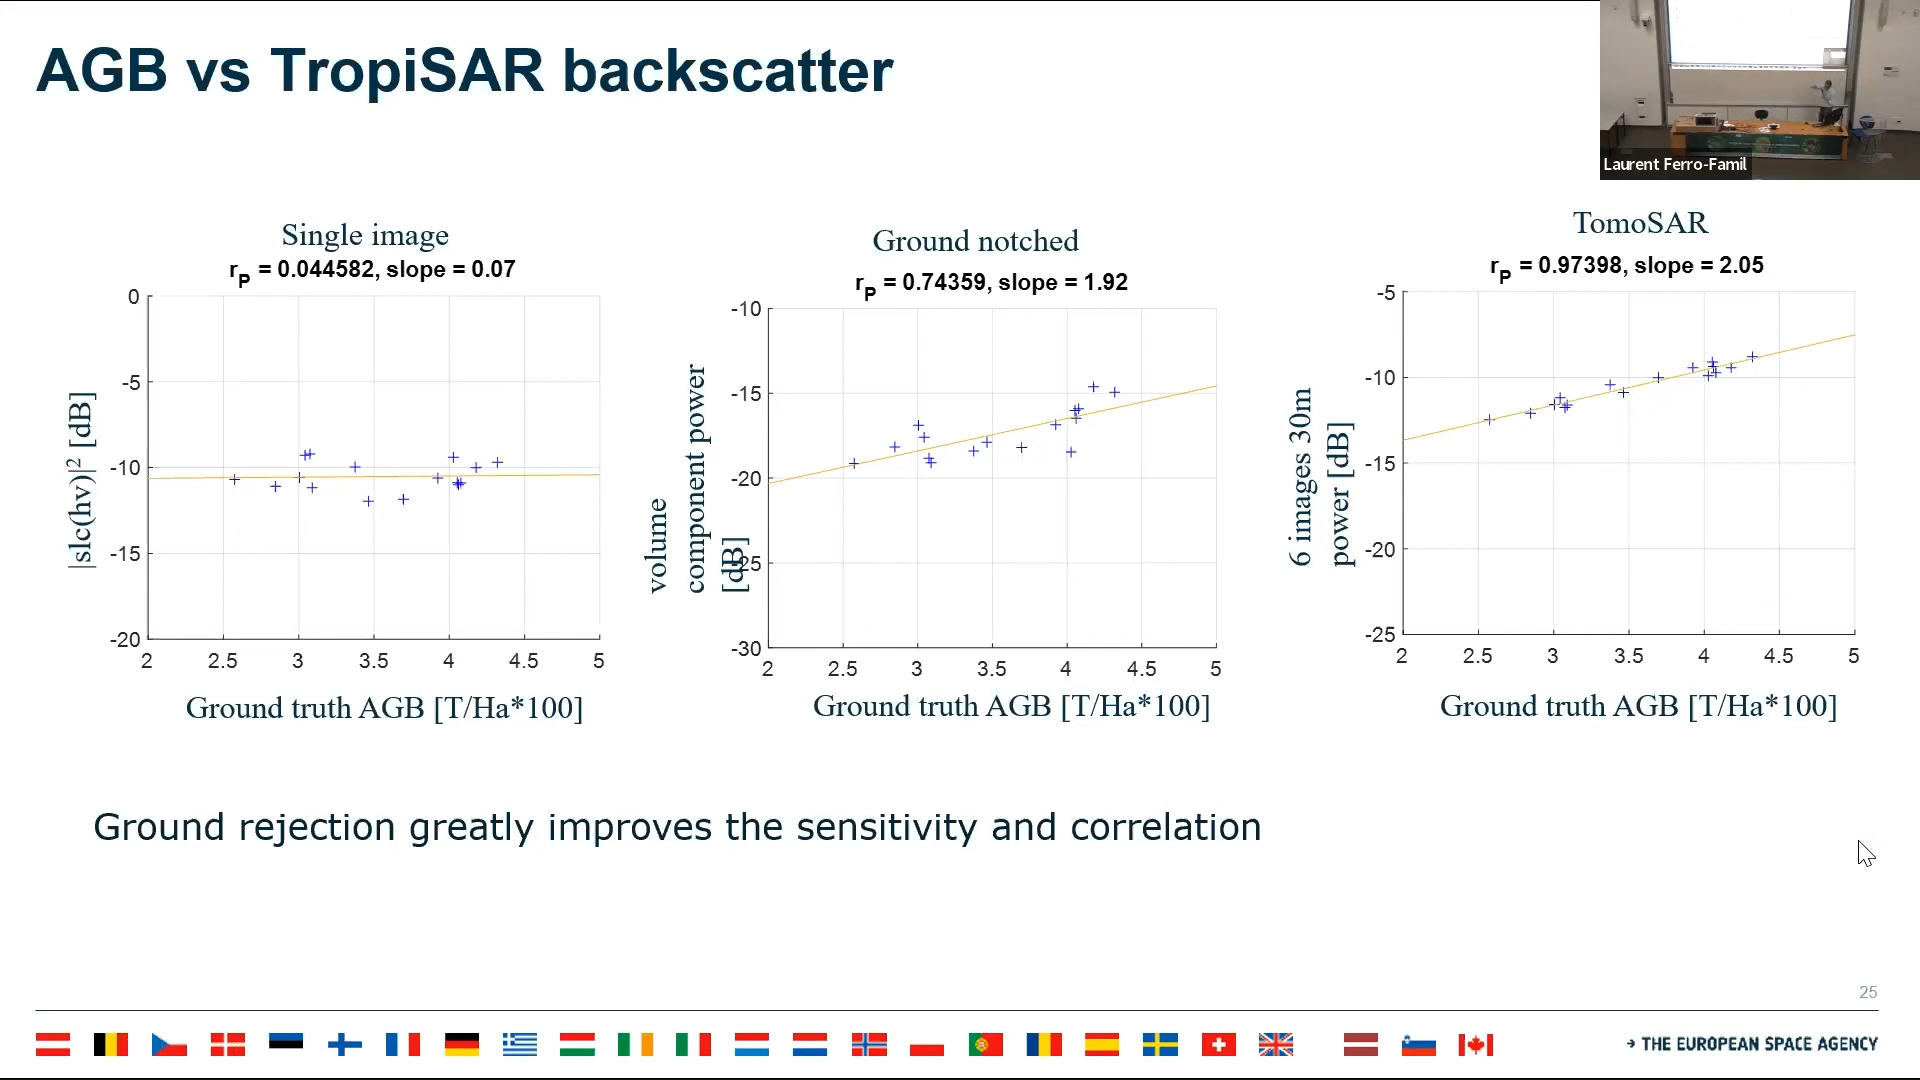 AGB vs TropiSAR backscatter
Laurent Ferro-Famil
Single image
rP = 0.044582, slope = 0.07
|slc(hv)|² [dB]
0
-5
-10
-15
-20
2 2.5 3 3.5 4 4.5 5
Ground truth AGB [T/Ha*100]
Ground notched
rP = 0.74359, slope = 1.92
volume
component power
[dB]
-10
-15
-20
-25
-30
2 2.5 3 3.5 4 4.5 5
Ground truth AGB [T/Ha*100]
TomoSAR
rP = 0.97398, slope = 2.05
6 images 30m
power [dB]
-5
-10
-15
-20
-25
2 2.5 3 3.5 4 4.5 5
Ground truth AGB [T/Ha*100]
Ground rejection greatly improves the sensitivity and correlation
25
→ THE EUROPEAN SPACE AGENCY